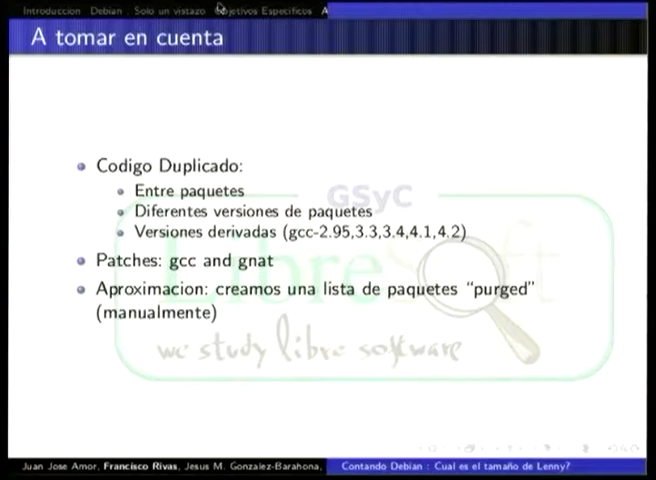 Introduccion Debian . Solo un vistazo Objetivos Especificos A
A tomar en cuenta
Codigo Duplicado:
Entre paquetes
GSyC
Diferentes versiones de paquetes
Versiones derivadas (gcc-2.95,3.3,3.4,4.1,4.2)
Patches: gcc and gnat
LibreSoft
Aproximacion: creamos una lista de paquetes “purged”
(manualmente)
we study libre software
Juan Jose Amor, Francisco Rivas, Jesus M. Gonzalez-Barahona,
Contando Debian : Cual es el tamaño de Lenny?